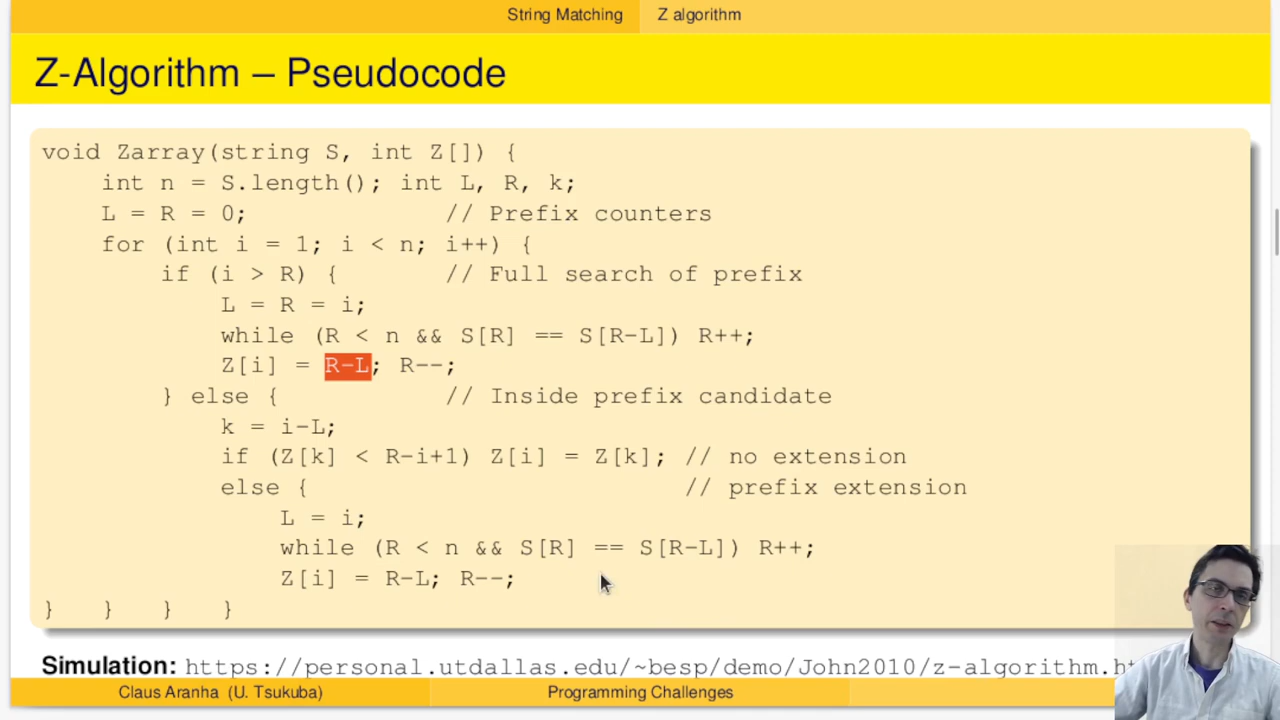 String Matching Z algorithm
Z-Algorithm – Pseudocode
void Zarray(string S, int Z[]) {
int n = S.length(); int L, R, k;
L = R = 0; // Prefix counters
for (int i = 1; i < n; i++) {
if (i > R) { // Full search of prefix
L = R = i;
while (R < n && S[R] == S[R-L]) R++;
Z[i] = R-L; R--;
} else { // Inside prefix candidate
k = i-L;
if (Z[k] < R-i+1) Z[i] = Z[k]; // no extension
else { // prefix extension
L = i;
while (R < n && S[R] == S[R-L]) R++;
Z[i] = R-L; R--;
} } } }
Simulation: https://personal.utdallas.edu/~besp/demo/John2010/z-algorithm.h
Claus Aranha (U. Tsukuba) Programming Challenges